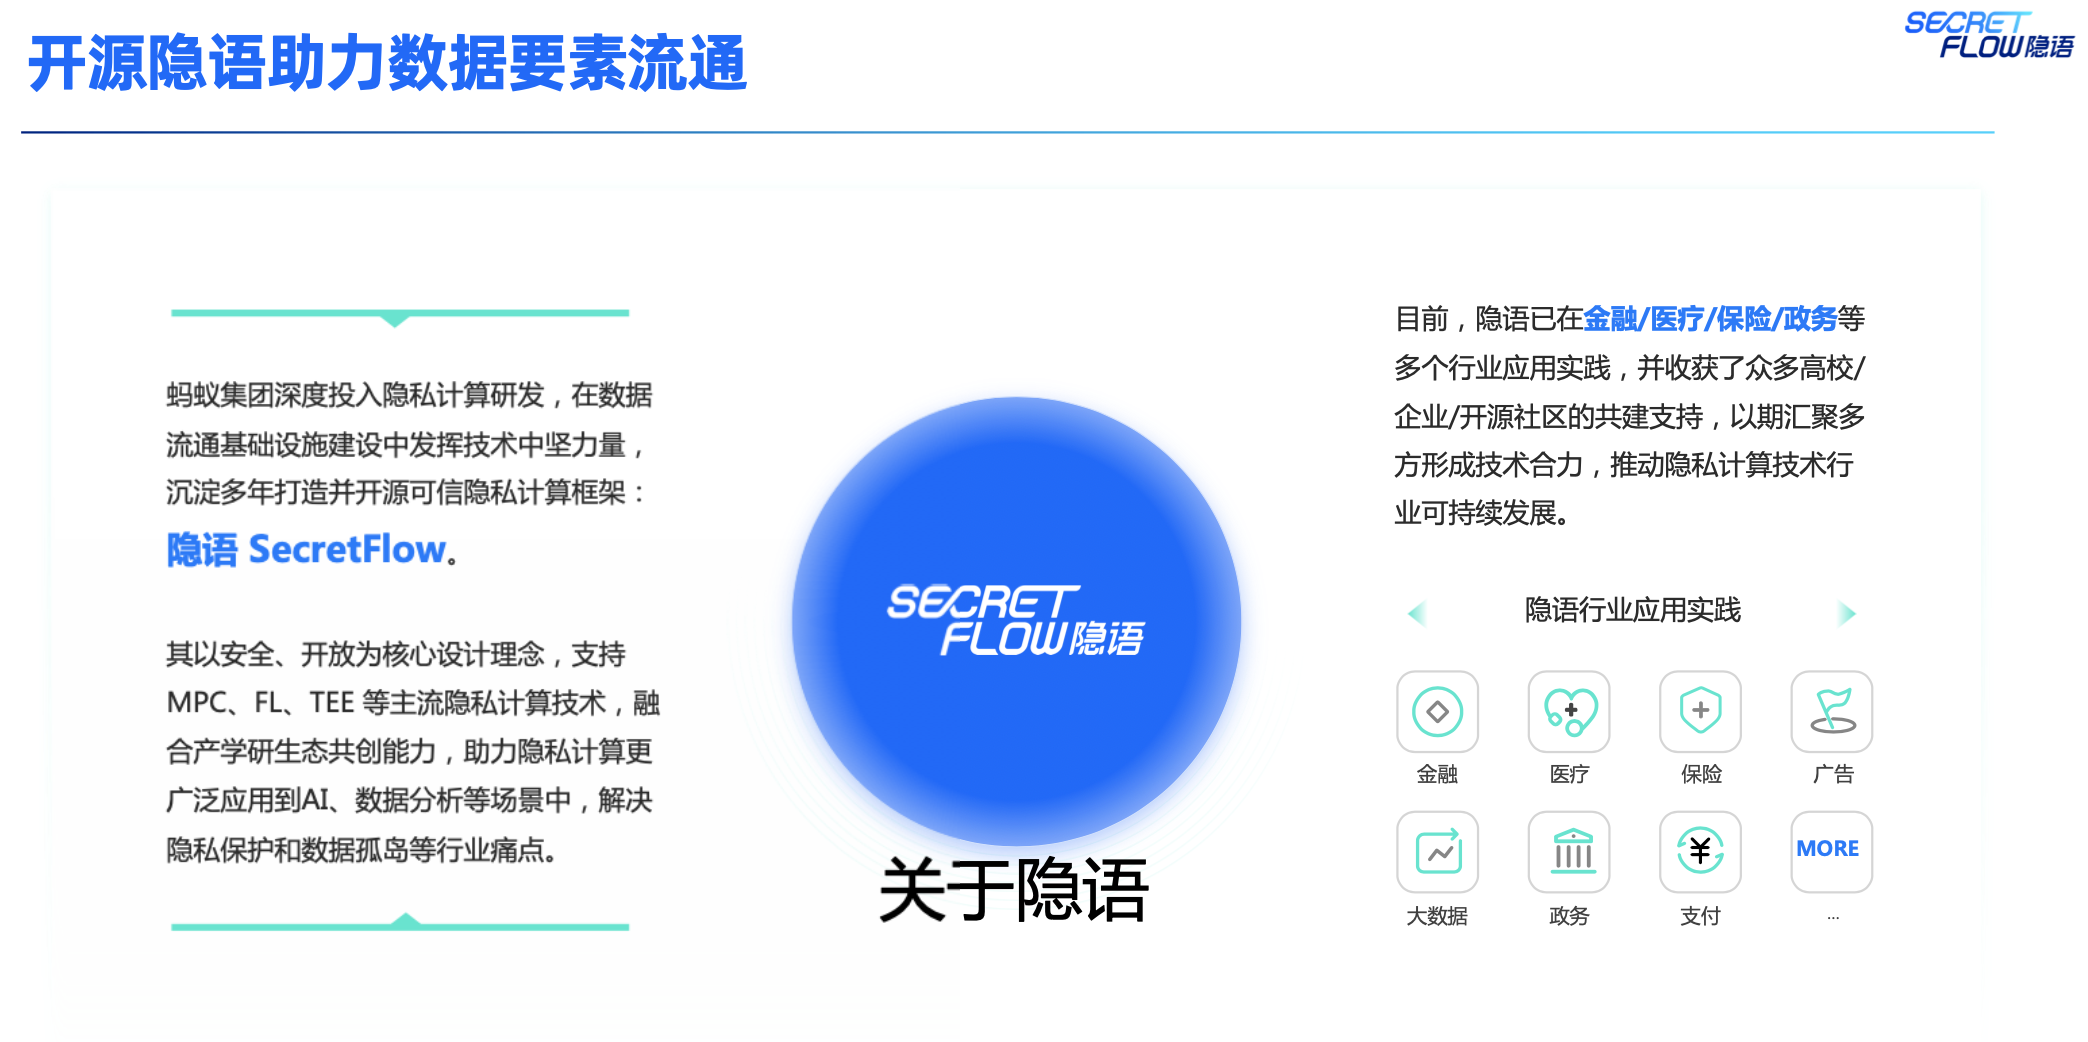 开源隐语助力数据要素流通
SECRET
FLOW隐语
蚂蚁集团深度投入隐私计算研发，在数据
流通基础设施建设中发挥技术中坚力量，
沉淀多年打造并开源可信隐私计算框架：
隐语 SecretFlow。
其以安全、开放为核心设计理念，支持
MPC、FL、TEE 等主流隐私计算技术，融
合产学研生态共创能力，助力隐私计算更
广泛应用到AI、数据分析等场景中，解决
隐私保护和数据孤岛等行业痛点。
SECRET
FLOW隐语
关于隐语
目前，隐语已在金融/医疗/保险/政务等
多个行业应用实践，并收获了众多高校/
企业/开源社区的共建支持，以期汇聚多
方形成技术合力，推动隐私计算技术行
业可持续发展。
隐语行业应用实践
金融
医疗
保险
广告
¥
MORE
大数据
政务
支付
...